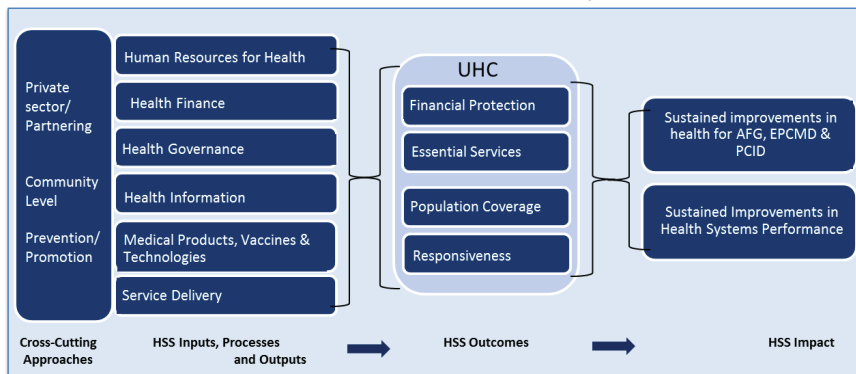 Private
sector/
Partnering
Community
Level
Prevention/
Promotion
Human Resources for Health
Health Finance
Health Governance
Health Information
Medical Products, Vaccines &
Technologies
Service Delivery
UHC
Financial Protection
Essential Services
Population Coverage
Responsiveness
Sustained improvements in
health for AFG, EPCMD &
PCID
Sustained Improvements in
Health Systems Performance
Cross-Cutting
Approaches
HSS Inputs, Processes
and Outputs
HSS Outcomes
HSS Impact